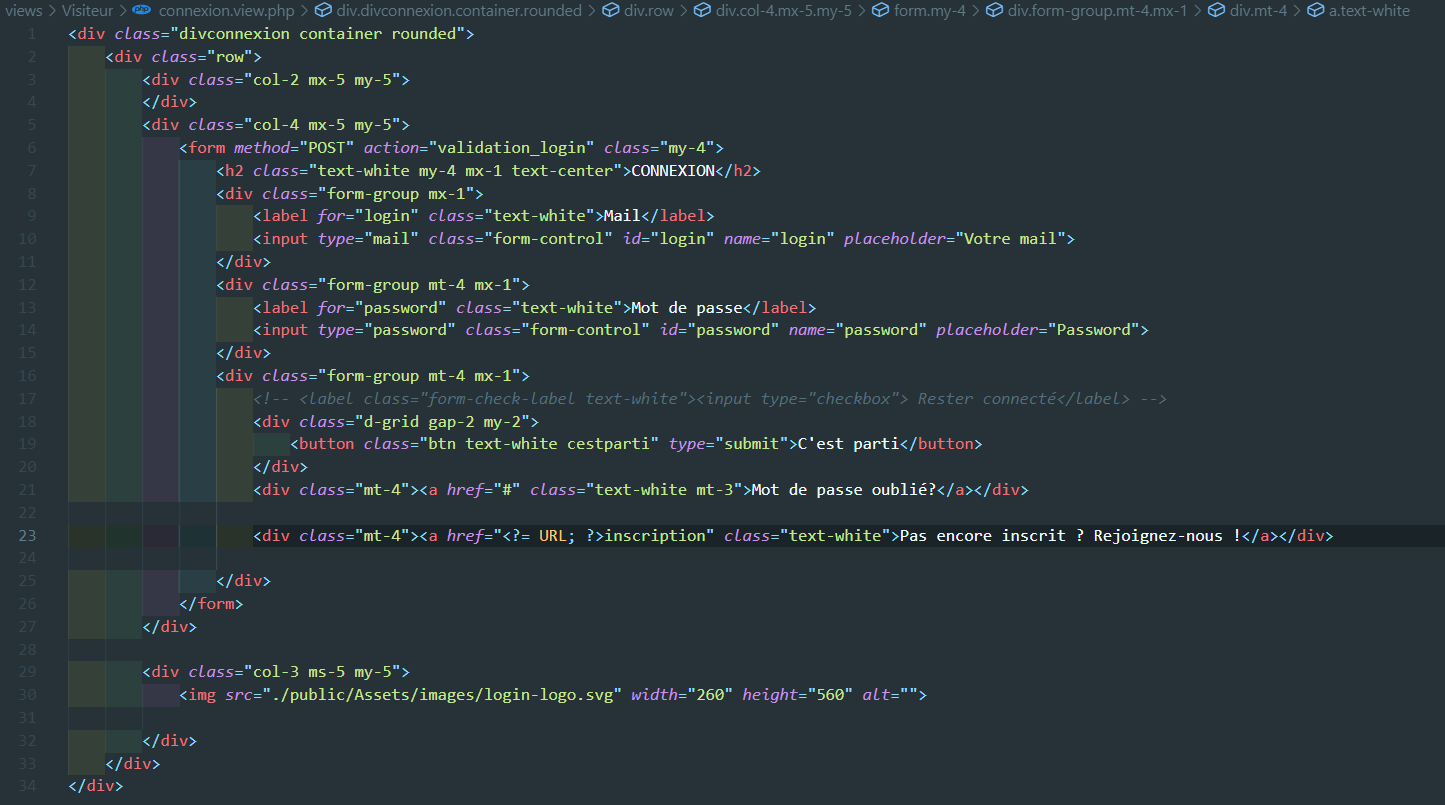 views > Visiteur > php connexion.view.php > div.divconnexion.container.rounded > div.row > div.col-4.mx-5.my-5 > form.my-4 > div.form-group.mt-4.mx-1 > div.mt-4 > a.text-white
1 <div class="divconnexion container rounded">
2 <div class="row">
3 <div class="col-2 mx-5 my-5">
4 </div>
5 <div class="col-4 mx-5 my-5">
6 <form method="POST" action="validation_login" class="my-4">
7 <h2 class="text-white my-4 mx-1 text-center">CONNEXION</h2>
8 <div class="form-group mx-1">
9 <label for="login" class="text-white">Mail</label>
10 <input type="mail" class="form-control" id="login" name="login" placeholder="Votre mail">
11 </div>
12 <div class="form-group mt-4 mx-1">
13 <label for="password" class="text-white">Mot de passe</label>
14 <input type="password" class="form-control" id="password" name="password" placeholder="Password">
15 </div>
16 <div class="form-group mt-4 mx-1">
17 <!-- <label class="form-check-label text-white"><input type="checkbox"> Rester connecté</label> -->
18 <div class="d-grid gap-2 my-2">
19 <button class="btn text-white cestparti" type="submit">C'est parti</button>
20 </div>
21 <div class="mt-4"><a href="#" class="text-white mt-3">Mot de passe oublié?</a></div>
22
23 <div class="mt-4"><a href="<?= URL; ?>inscription" class="text-white">Pas encore inscrit ? Rejoignez-nous !</a></div>
24
25 </div>
26 </form>
27 </div>
28
29 <div class="col-3 ms-5 my-5">
30 <img src="./public/Assets/images/login-logo.svg" width="260" height="560" alt="">
31
32 </div>
33 </div>
34 </div>